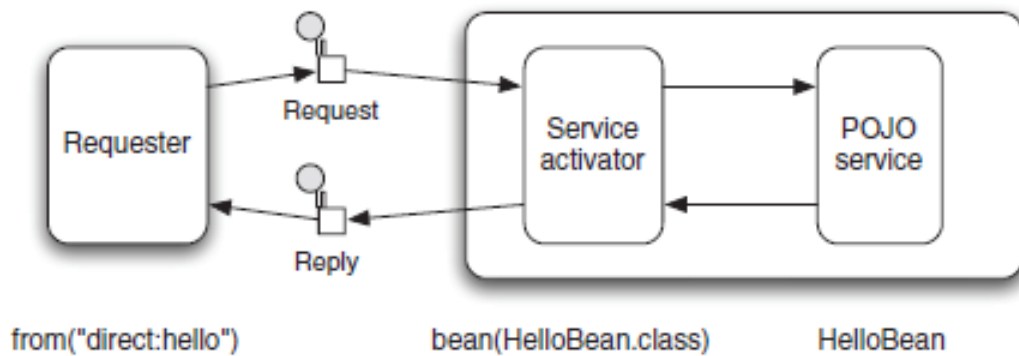 Request
Requester
Service
activator
POJO
service
Reply
from("direct:hello")
bean(HelloBean.class)
HelloBean